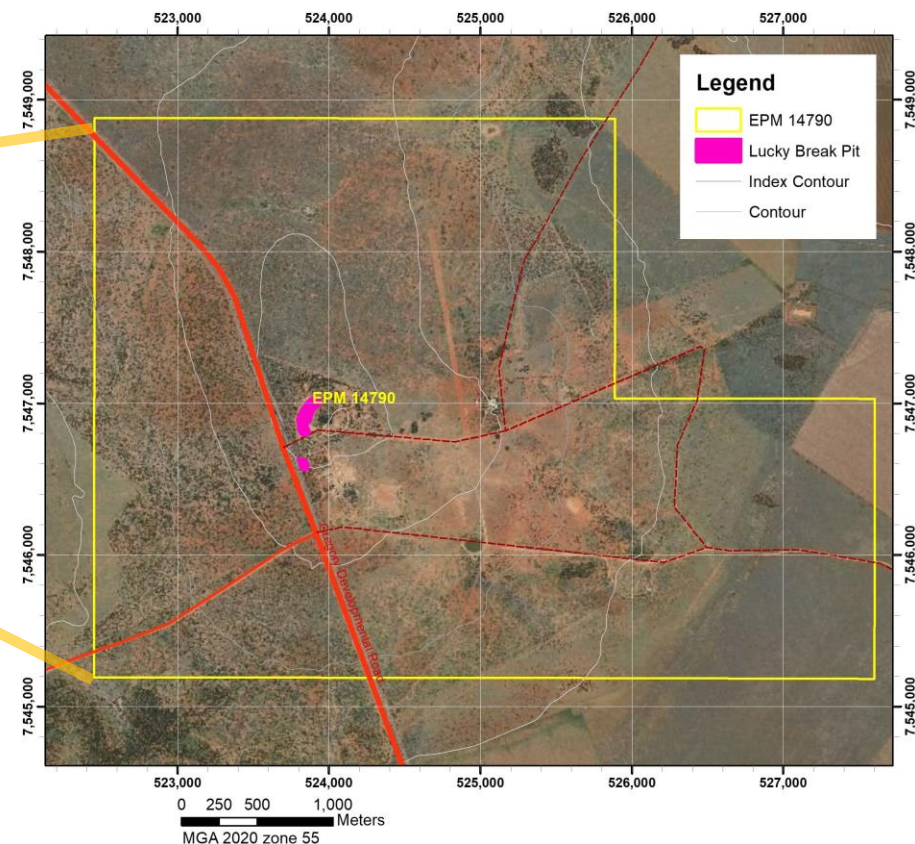 523,000 524,000 525,000 526,000 527,000
7,549,000 7,549,000
Legend
EPM 14790
Lucky Break Pit
Index Contour
Contour
7,548,000 7,548,000
7,547,000 7,547,000
EPM 14790
7,546,000 7,546,000
Developmental Road
7,545,000 7,545,000
523,000 524,000 525,000 526,000 527,000
0 250 500 1,000
Meters
MGA 2020 zone 55